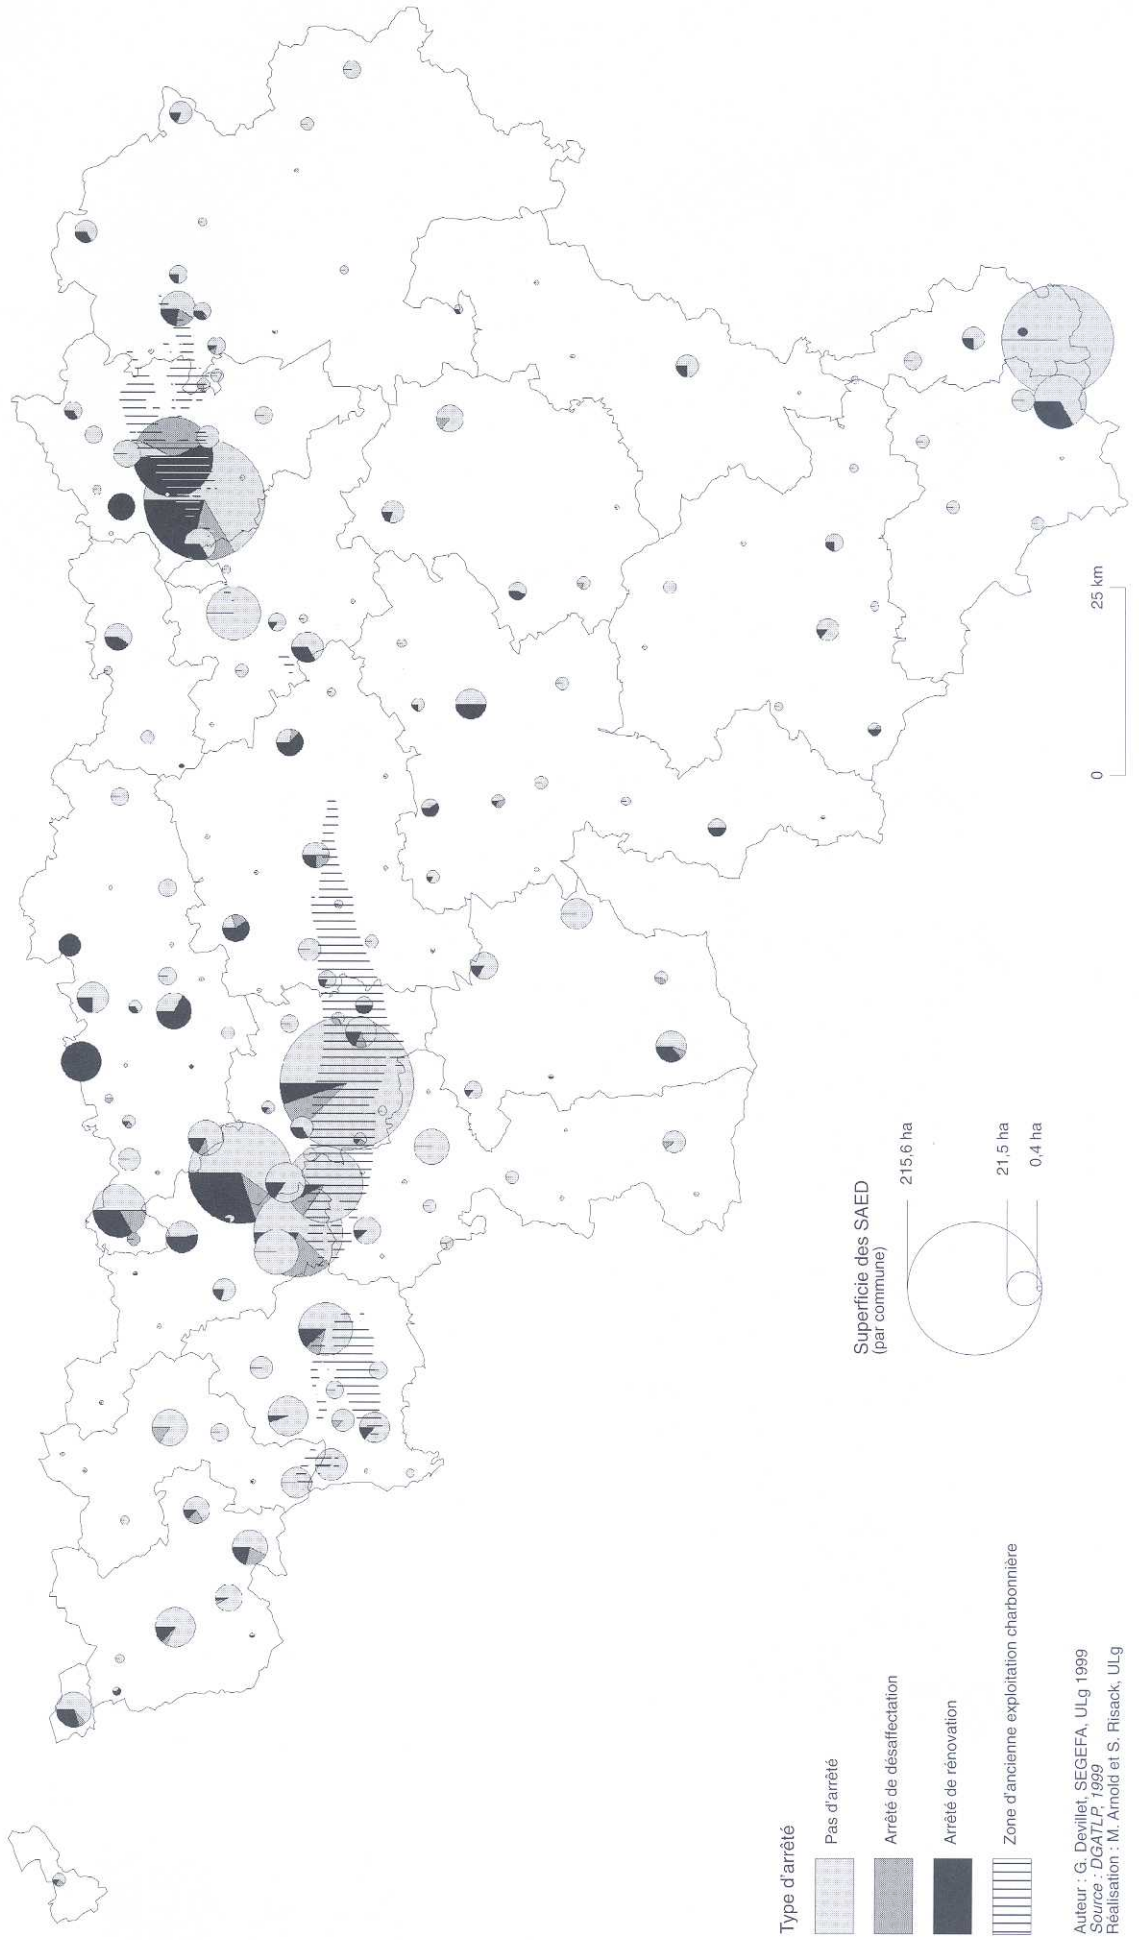 Type d'arrêté
Pas d'arrêté
Arrêté de désaffectation
Arrêté de rénovation
Zone d'ancienne exploitation charbonnière
Superficie des SAED
(par commune)
215,6 ha
21,5 ha
0,4 ha
0
25 km
Auteur : G. Devillet, SEGEFA, ULg 1999
Source : DGATLP, 1999
Réalisation : M. Arnold et S. Risack, ULg